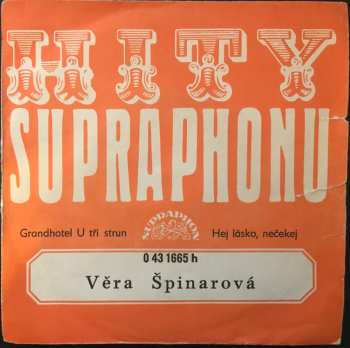 HITY
SUPRAPHONU
Grandhotel U tří strun
SUPRAPHON
Hej lásko, nečekej
0 43 1665 h
Věra Špinarová